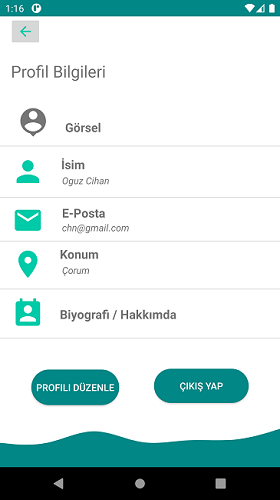 1:16
Profil Bilgileri
Görsel
İsim
Oguz Cihan
E-Posta
chn@gmail.com
Konum
Çorum
Biyografi / Hakkımda
PROFILI DÜZENLE
ÇIKIŞ YAP